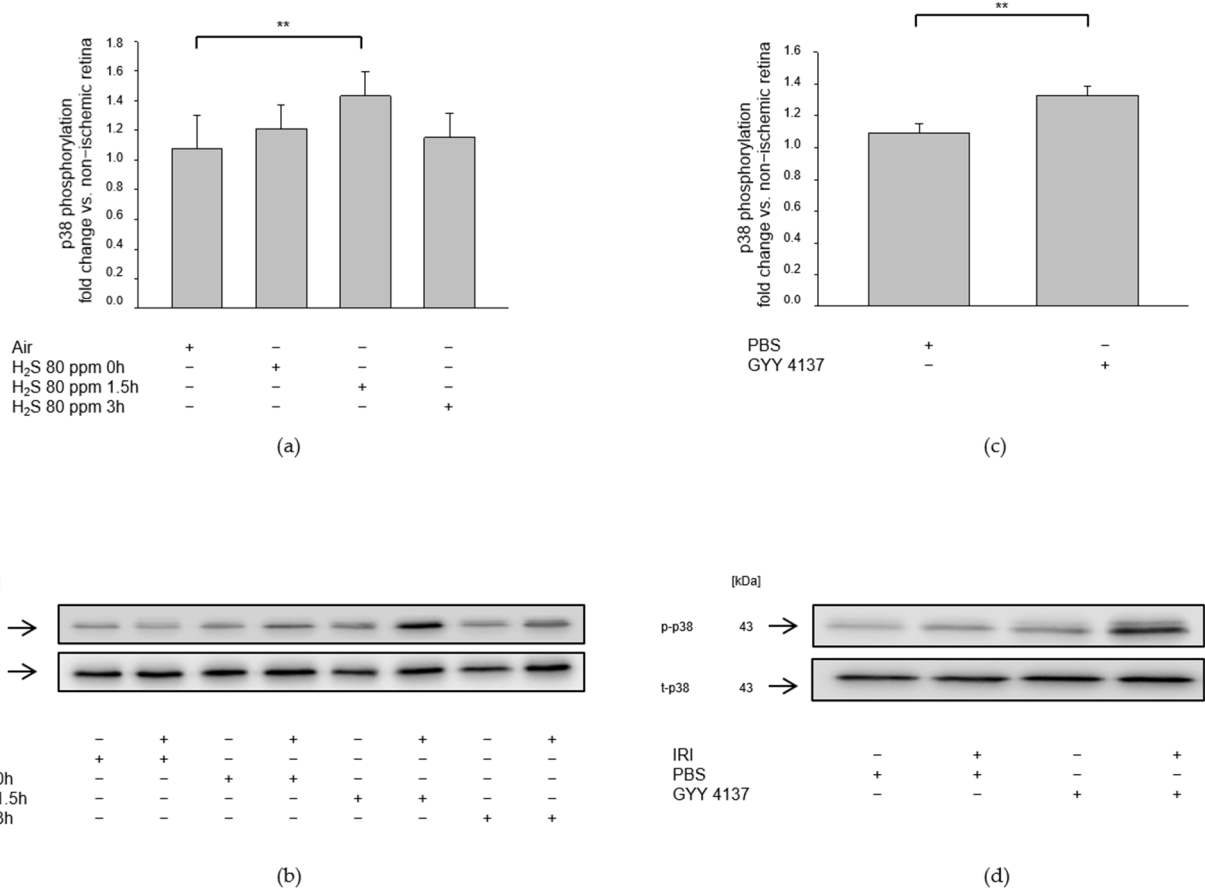 **
1.8
1.6
1.4
1.2
1.0
0.8
0.6
0.4
0.2
0.0
p38 phosphorylation
fold change vs. non−ischemic retina
Air + − − −
H₂S 80 ppm 0h − + − −
H₂S 80 ppm 1.5h − − + −
H₂S 80 ppm 3h − − − +
(a)
**
1.6
1.4
1.2
1.0
0.8
0.6
0.4
0.2
0.0
p38 phosphorylation
fold change vs. non−ischemic retina
PBS + −
GYY 4137 − +
(c)
− + − + − + − +
+ + − − − − − −
0h − − + + − − − −
1.5h − − − − + + − −
3h − − − − − − + +
(b)
[kDa]
p-p38 43
t-p38 43
IRI − + − +
PBS + + − −
GYY 4137 − − + +
(d)